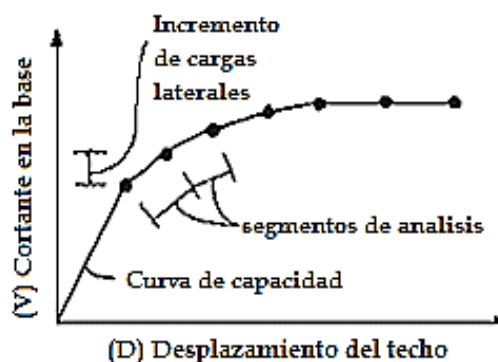 Incremento
de cargas
laterales
segmentos de analisis
Curva de capacidad
(V) Cortante en la base
(D) Desplazamiento del techo